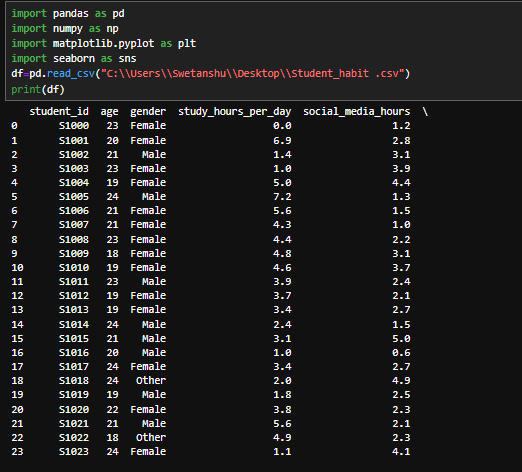 import pandas as pd
import numpy as np
import matplotlib.pyplot as plt
import seaborn as sns
df=pd.read_csv("C:\\Users\\Swetanshu\\Desktop\\Student_habit .csv")
print(df)
student_id age gender study_hours_per_day social_media_hours \
0 S1000 23 Female 0.0 1.2
1 S1001 20 Female 6.9 2.8
2 S1002 21 Male 1.4 3.1
3 S1003 23 Female 1.0 3.9
4 S1004 19 Female 5.0 4.4
5 S1005 24 Male 7.2 1.3
6 S1006 21 Female 5.6 1.5
7 S1007 21 Female 4.3 1.0
8 S1008 23 Female 4.4 2.2
9 S1009 18 Female 4.8 3.1
10 S1010 19 Female 4.6 3.7
11 S1011 23 Male 3.9 2.4
12 S1012 19 Female 3.7 2.1
13 S1013 19 Female 3.4 2.7
14 S1014 24 Male 2.4 1.5
15 S1015 21 Male 3.1 5.0
16 S1016 20 Male 1.0 0.6
17 S1017 24 Female 3.4 2.7
18 S1018 24 Other 2.0 4.9
19 S1019 19 Male 1.8 2.5
20 S1020 22 Female 3.8 2.3
21 S1021 21 Male 5.6 2.1
22 S1022 18 Other 4.9 2.3
23 S1023 24 Female 1.1 4.1